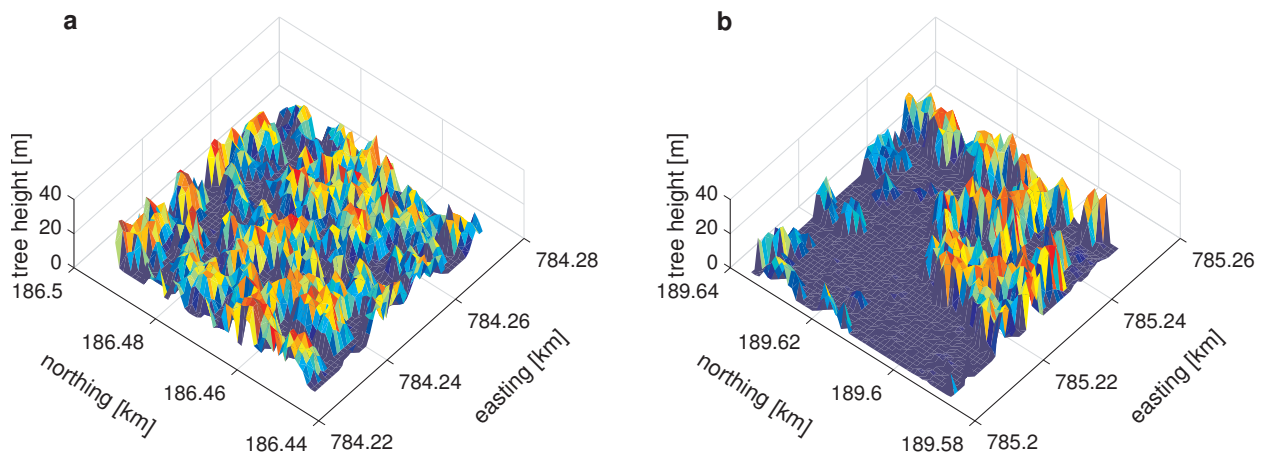 a
tree height [m]
40
20
0
186.5
186.48
186.46
186.44
northing [km]
784.22
784.24
784.26
784.28
easting [km]
b
tree height [m]
40
20
0
189.64
189.62
189.6
189.58
northing [km]
785.2
785.22
785.24
785.26
easting [km]